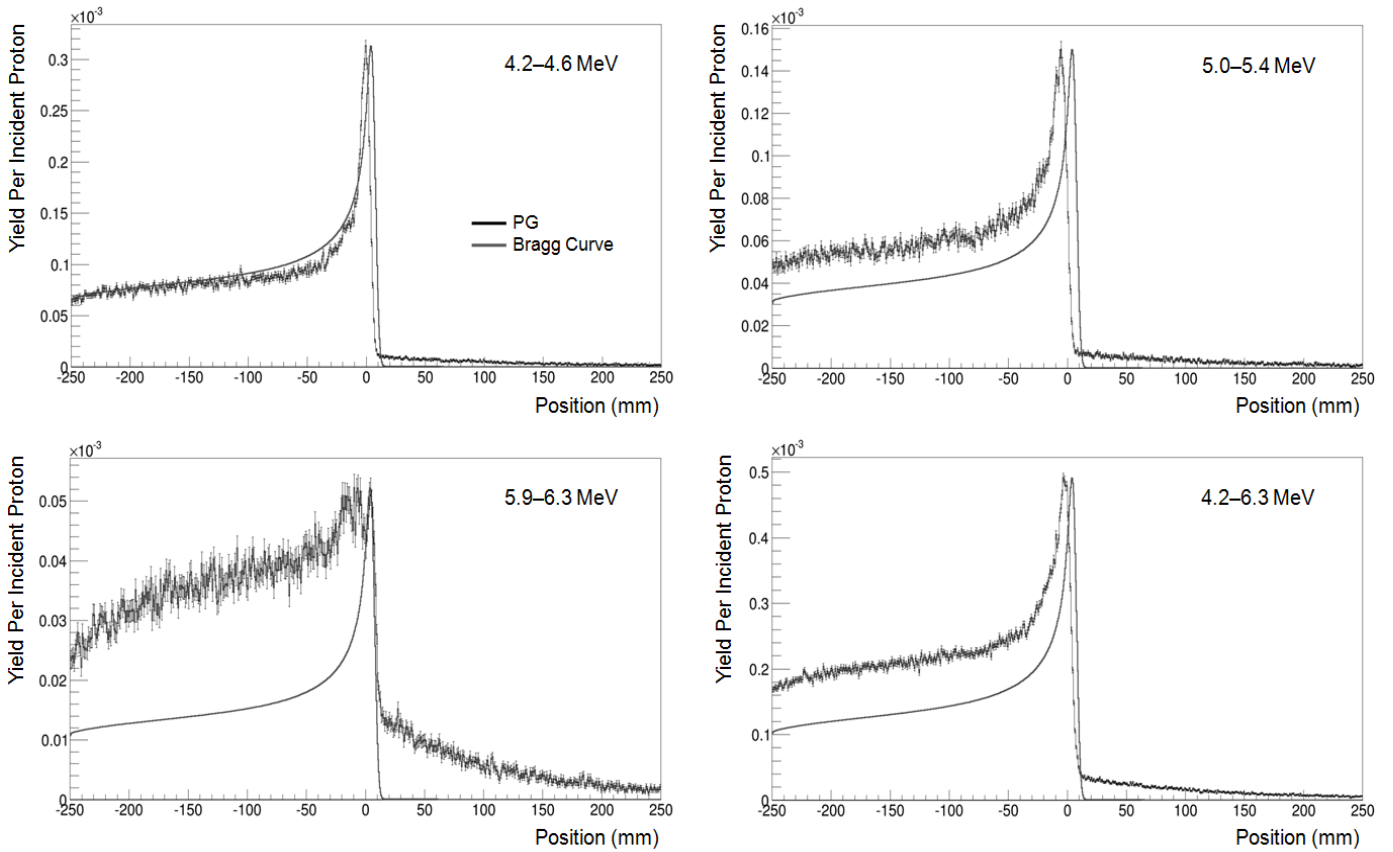 ×10⁻³
Yield Per Incident Proton
4.2–4.6 MeV
0.3
0.25
0.2
0.15
0.1
0.05
0
PG
Bragg Curve
-250 -200 -150 -100 -50 0 50 100 150 200 250
Position (mm)
×10⁻³
Yield Per Incident Proton
5.0–5.4 MeV
0.16
0.14
0.12
0.1
0.08
0.06
0.04
0.02
0
-250 -200 -150 -100 -50 0 50 100 150 200 250
Position (mm)
×10⁻³
Yield Per Incident Proton
5.9–6.3 MeV
0.05
0.04
0.03
0.02
0.01
0
-250 -200 -150 -100 -50 0 50 100 150 200 250
Position (mm)
×10⁻³
Yield Per Incident Proton
4.2–6.3 MeV
0.5
0.4
0.3
0.2
0.1
0
-250 -200 -150 -100 -50 0 50 100 150 200 250
Position (mm)